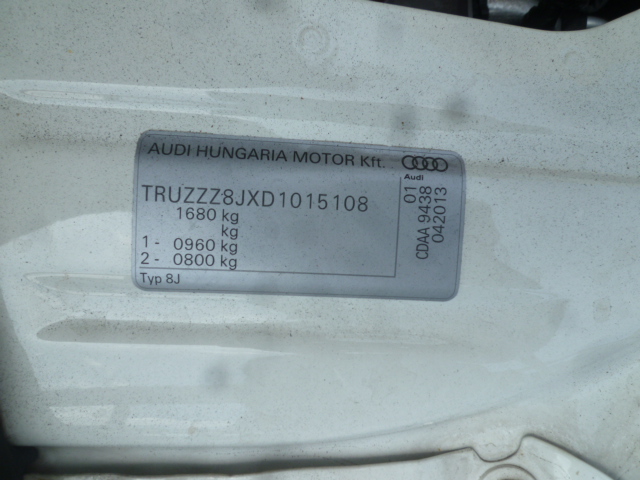 AUDI HUNGARIA MOTOR Kft.
Audi
TRUZZZ8JXD1015108
1680 kg
kg
1 - 0960 kg
2 - 0800 kg
Typ 8J
01
CDAA 9438
042013